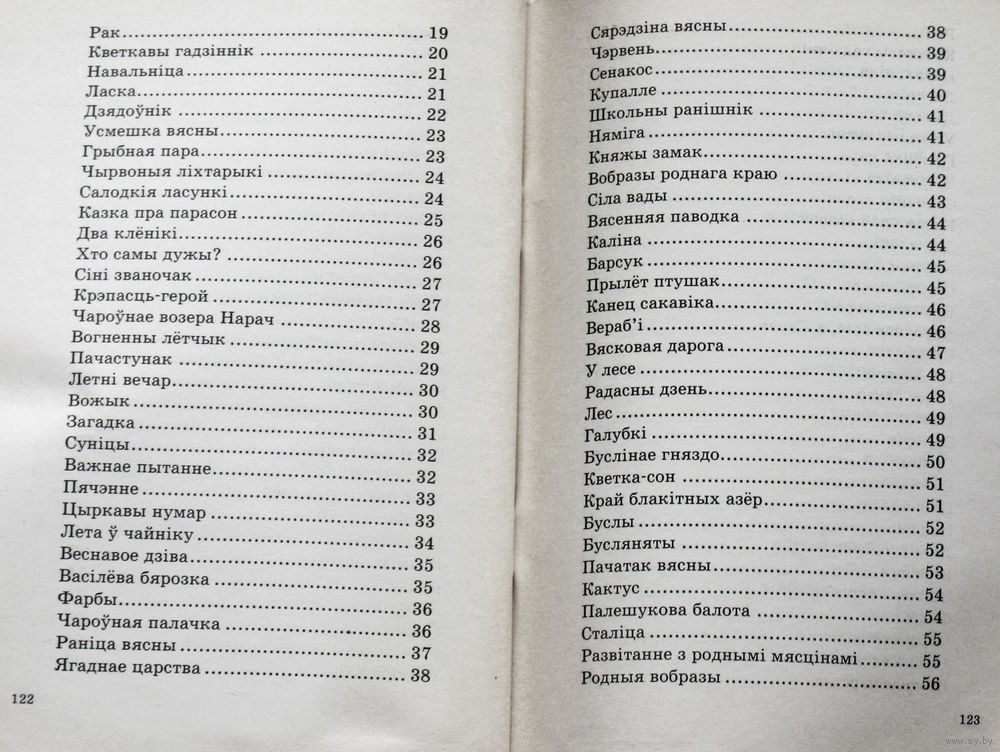 Рак 19
Кветкавы гадзіннік 20
Навальніца 21
Ласка 21
Дзядоўнік 22
Усмешка вясны 23
Грыбная пара 23
Чырвоныя ліхтарыкі 24
Салодкія ласункі 24
Казка пра парасон 25
Два клёнікі 26
Хто самы дужы? 26
Сіні званочак 27
Крэпасць-герой 27
Чароўнае возера Нарач 28
Вогненны лётчык 29
Пачастунак 29
Летні вечар 30
Вожык 30
Загадка 31
Суніцы 32
Важнае пытанне 32
Пячэнне 33
Цыркавы нумар 33
Лета ў чайніку 34
Веснавое дзіва 35
Васілёва бярозка 35
Фарбы 36
Чароўная палачка 36
Раніца вясны 37
Ягаднае царства 38
122
Сярэдзіна вясны 38
Чэрвень 39
Сенакос 39
Купалле 40
Школьны ранішнік 41
Няміга 41
Княжы замак 42
Вобразы роднага краю 42
Сіла вады 43
Вясенняя паводка 44
Каліна 44
Барсук 45
Прылёт птушак 45
Канец сакавіка 46
Вераб’і 46
Вясковая дарога 47
У лесе 48
Радасны дзень 48
Лес 49
Галубкі 49
Буслінае гняздо 50
Кветка-сон 51
Край блакітных азёр 51
Буслы 52
Бусляняты 52
Пачатак вясны 53
Кактус 54
Палешукова балота 54
Сталіца 55
Развітанне з роднымі мясцінамі 55
Родныя вобразы 56
123
www.ay.by